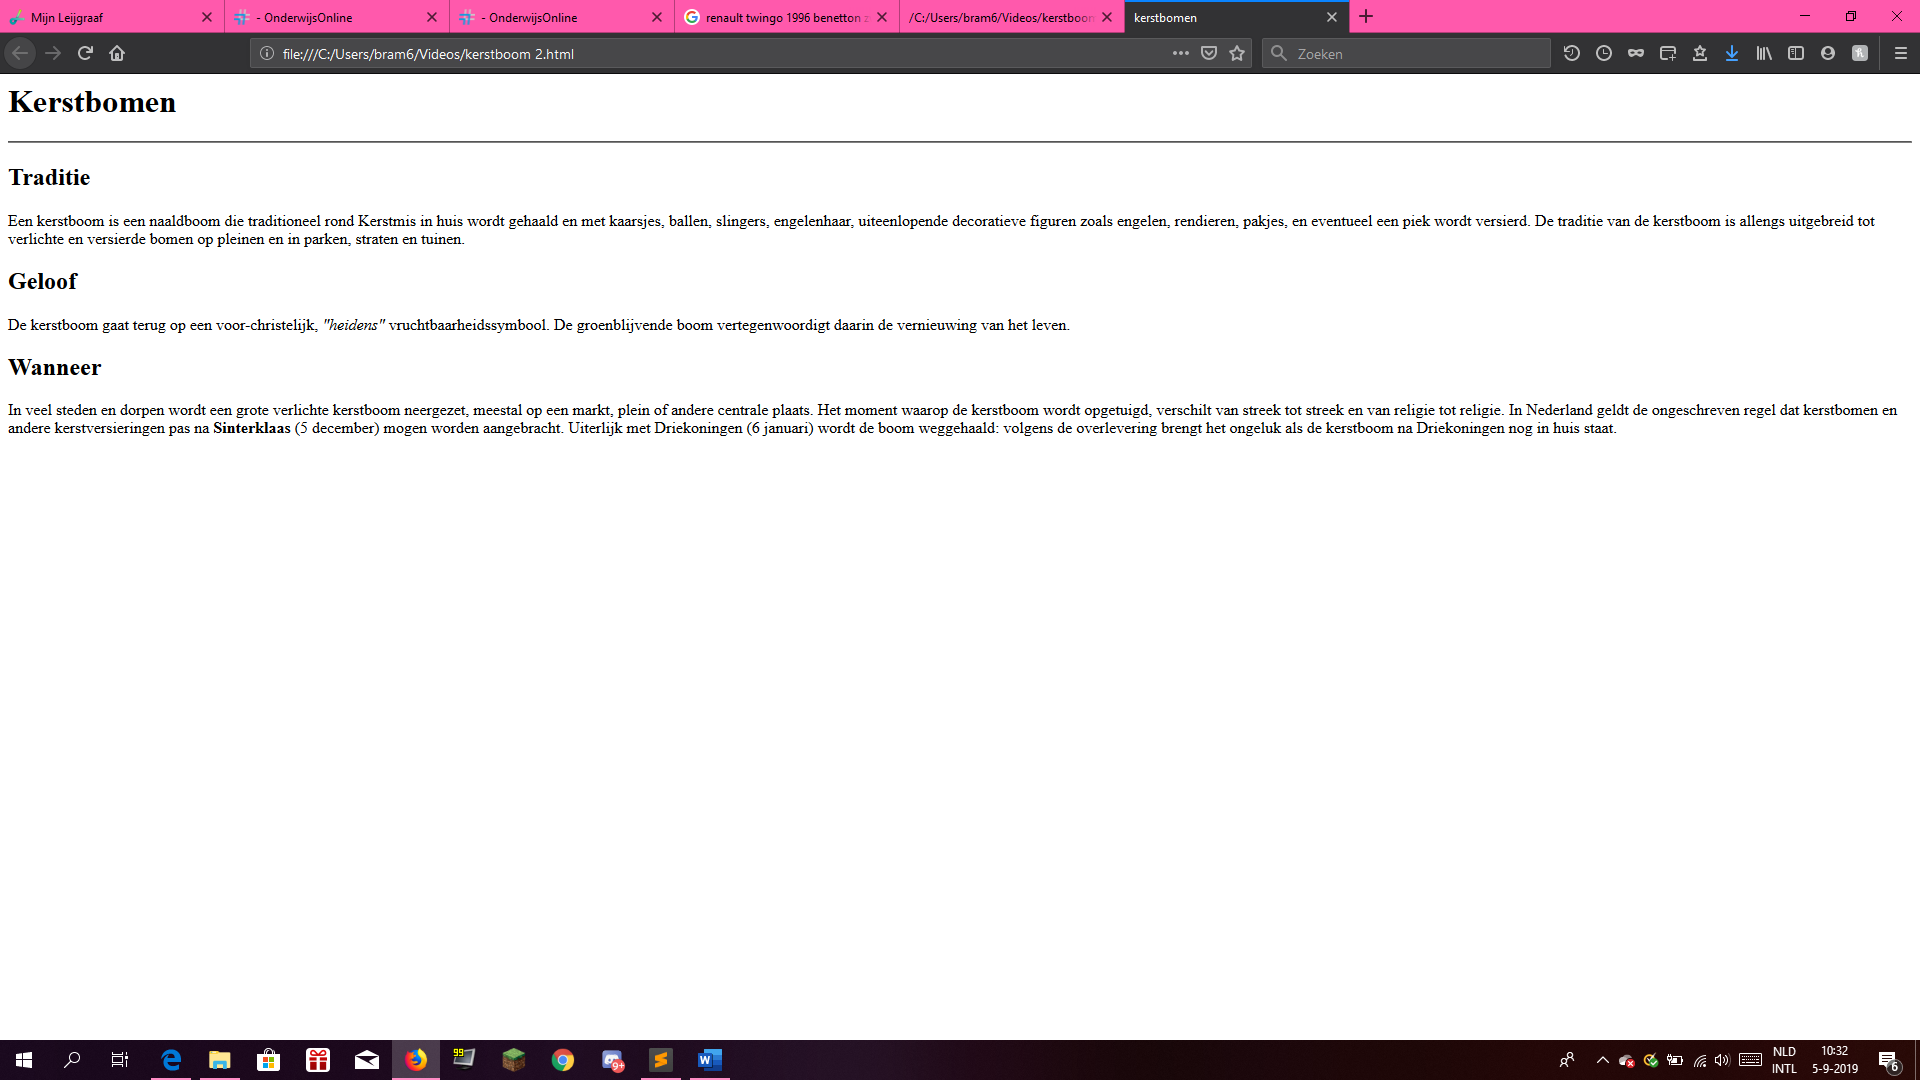 Mijn Leijgraaf
- OnderwijsOnline
- OnderwijsOnline
renault twingo 1996 benetton
/C:/Users/bram6/Videos/kerstboom
kerstbomen
file:///C:/Users/bram6/Videos/kerstboom 2.html
Zoeken
Kerstbomen
Traditie
Een kerstboom is een naaldboom die traditioneel rond Kerstmis in huis wordt gehaald en met kaarsjes, ballen, slingers, engelenhaar, uiteenlopende decoratieve figuren zoals engelen, rendieren, pakjes, en eventueel een piek wordt versierd. De traditie van de kerstboom is allengs uitgebreid tot
verlichte en versierde bomen op pleinen en in parken, straten en tuinen.
Geloof
De kerstboom gaat terug op een voor-christelijk, "heidens" vruchtbaarheidssymbool. De groenblijvende boom vertegenwoordigt daarin de vernieuwing van het leven.
Wanneer
In veel steden en dorpen wordt een grote verlichte kerstboom neergezet, meestal op een markt, plein of andere centrale plaats. Het moment waarop de kerstboom wordt opgetuigd, verschilt van streek tot streek en van religie tot religie. In Nederland geldt de ongeschreven regel dat kerstbomen en
andere kerstversieringen pas na Sinterklaas (5 december) mogen worden aangebracht. Uiterlijk met Driekoningen (6 januari) wordt de boom weggehaald: volgens de overlevering brengt het ongeluk als de kerstboom na Driekoningen nog in huis staat.
99
9+
NLD
INTL
10:32
5-9-2019
6